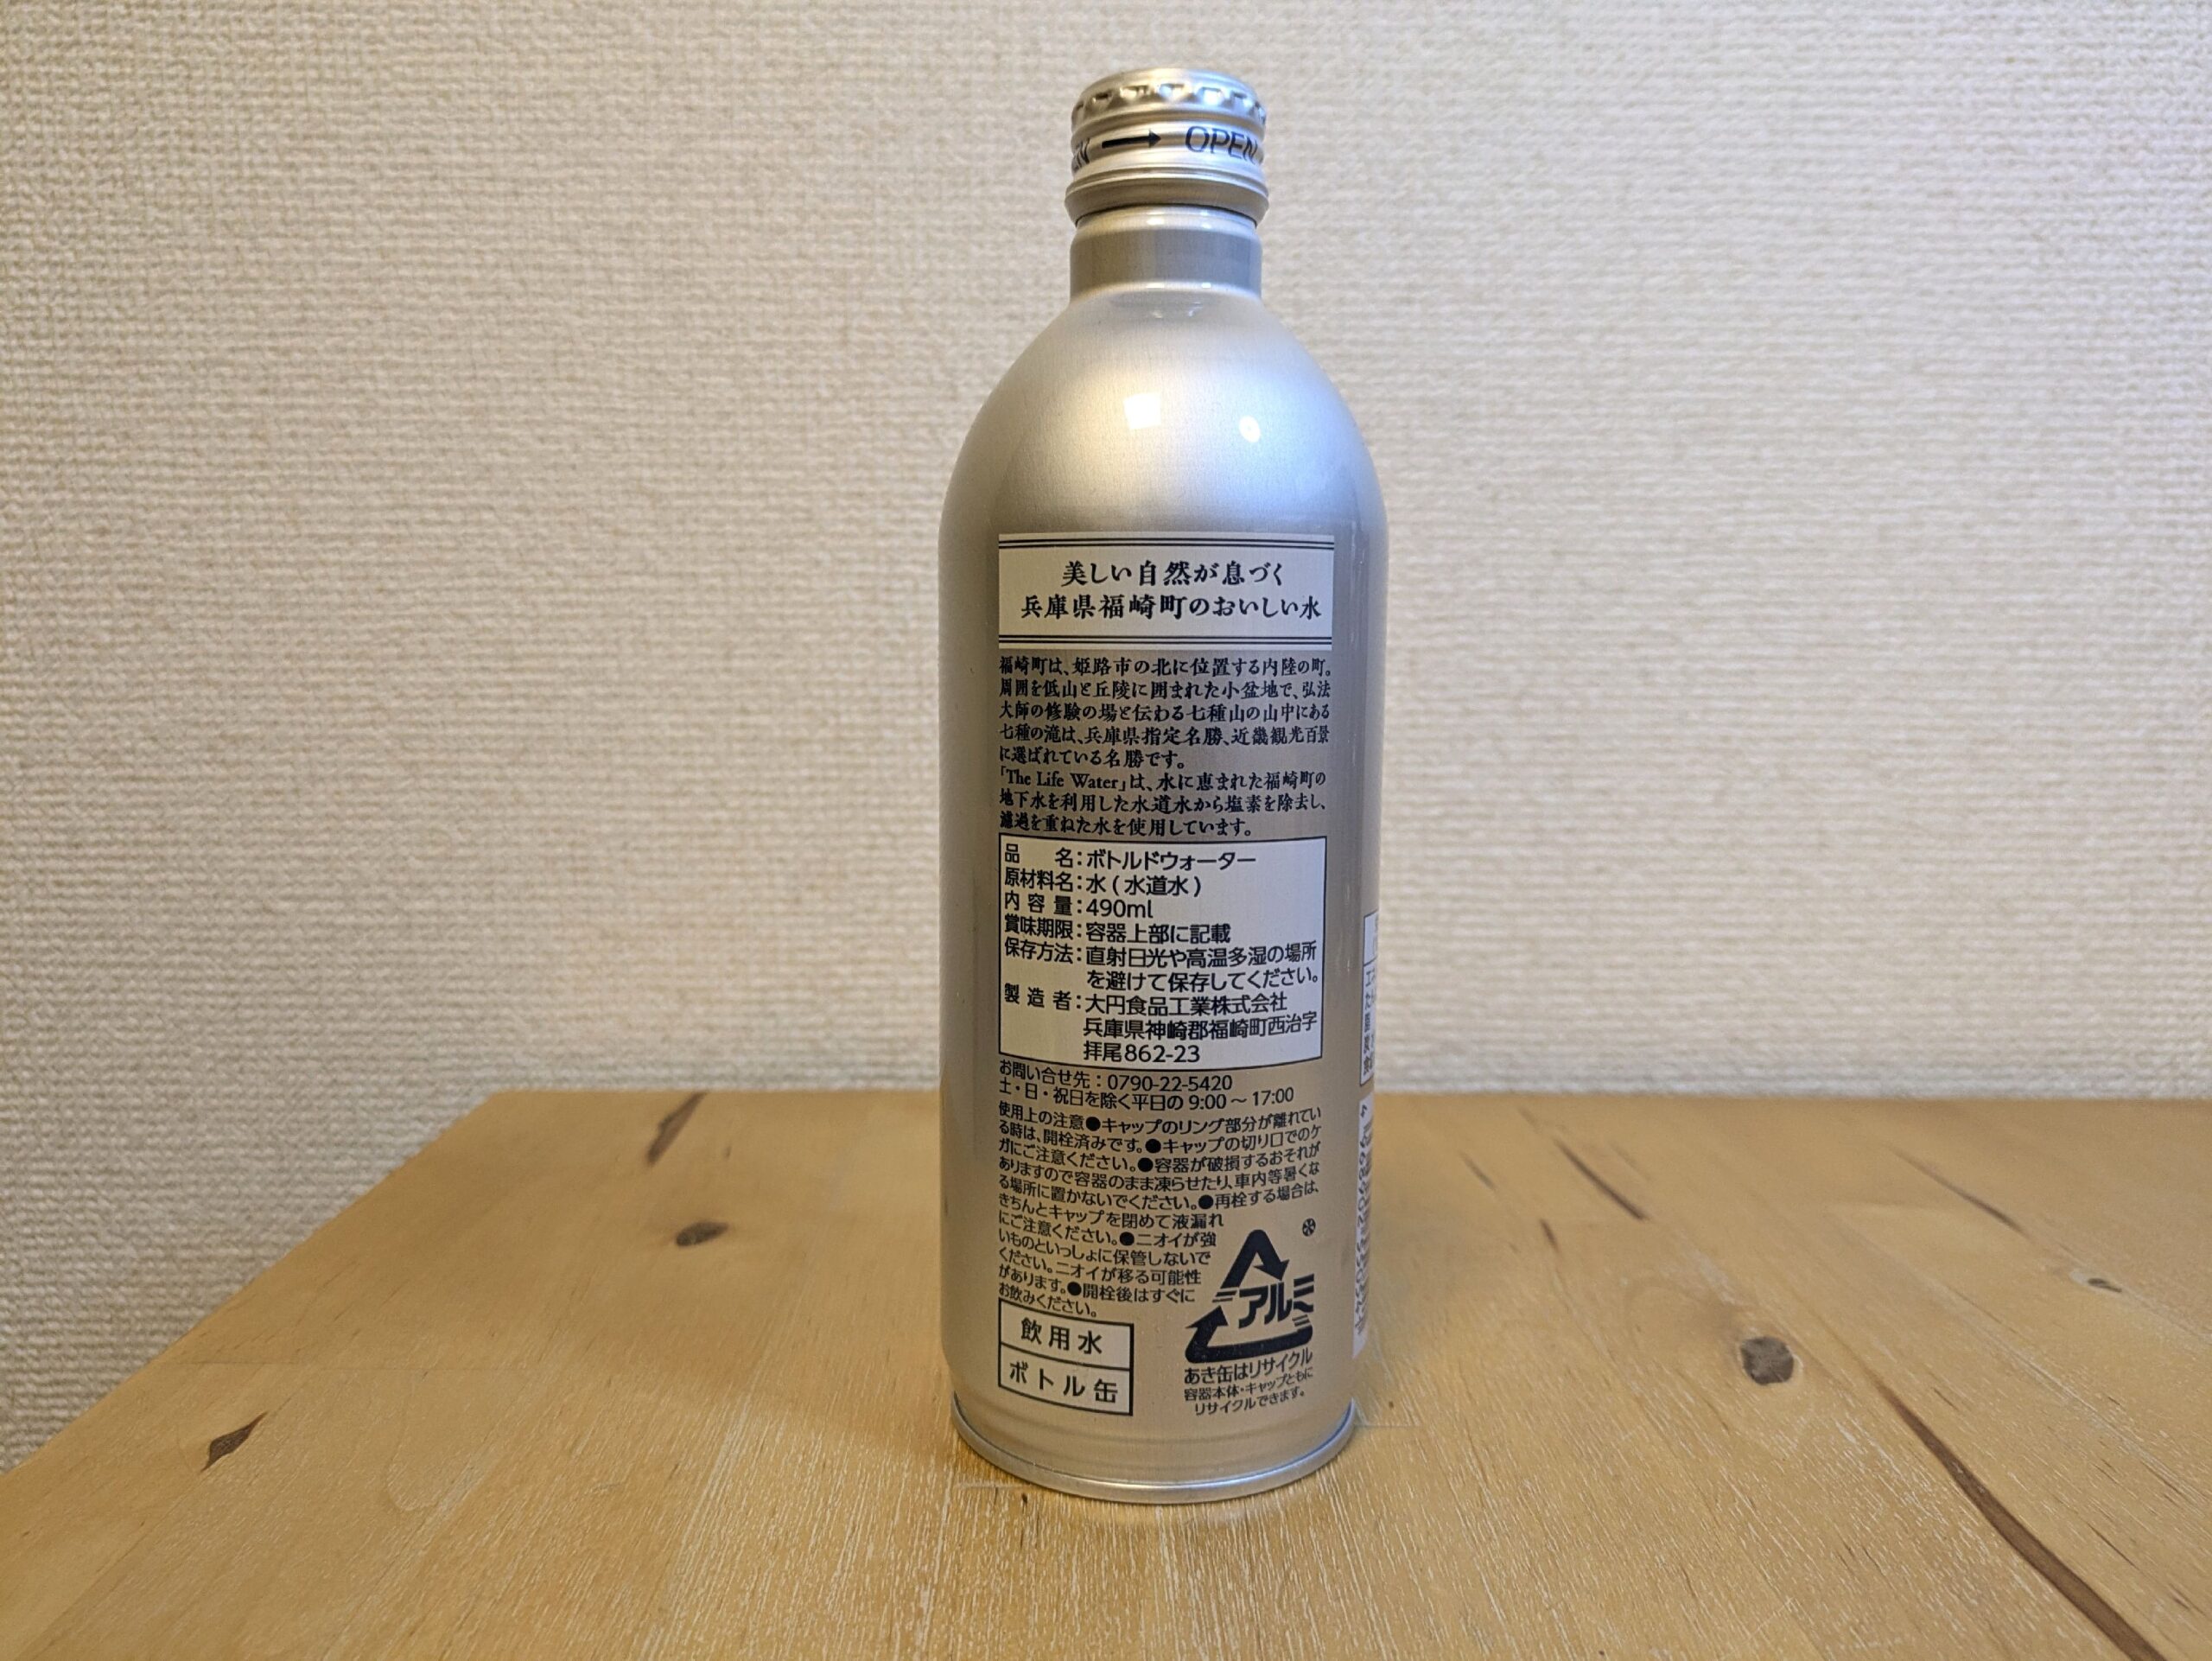 OPEN
美しい自然が息づく
兵庫県福崎町のおいしい水
福崎町は、姫路市の北に位置する内陸の町。
周囲を低山と丘陵に囲まれた小盆地で、弘法
大師の修験の場と伝わる七種山の山中にある
七種の滝は、兵庫県指定名勝、近畿観光百景
に選ばれている名勝です。
「The Life Water」は、水に恵まれた福崎町の
地下水を利用した水道水から塩素を除去し、
濾過を重ねた水を使用しています。
品名:ボトルドウォーター
原材料名:水(水道水)
内容量:490ml
賞味期限:容器上部に記載
保存方法:直射日光や高温多湿の場所
を避けて保存してください。
製造者:大円食品工業株式会社
兵庫県神崎郡福崎町西治字
拝尾862-23
お問い合せ先:0790-22-5420
土・日・祝日を除く平日の 9:00 ~ 17:00
使用上の注意●キャップのリング部分が離れてい
る時は、開栓済みです。●キャップの切り口でのケ
ガにご注意ください。●容器が破損するおそれが
ありますので容器のまま凍らせたり、車内等暑くな
る場所に置かないでください。●再栓する場合は、
きちんとキャップを閉めて液漏れ
にご注意ください。●ニオイが強
いものといっしょに保管しないで
ください。ニオイが移る可能性
があります。●開栓後はすぐに
お飲みください。
飲用水
ボトル缶
アルミ
あき缶はリサイクル
容器本体・キャップともに
リサイクルできます。